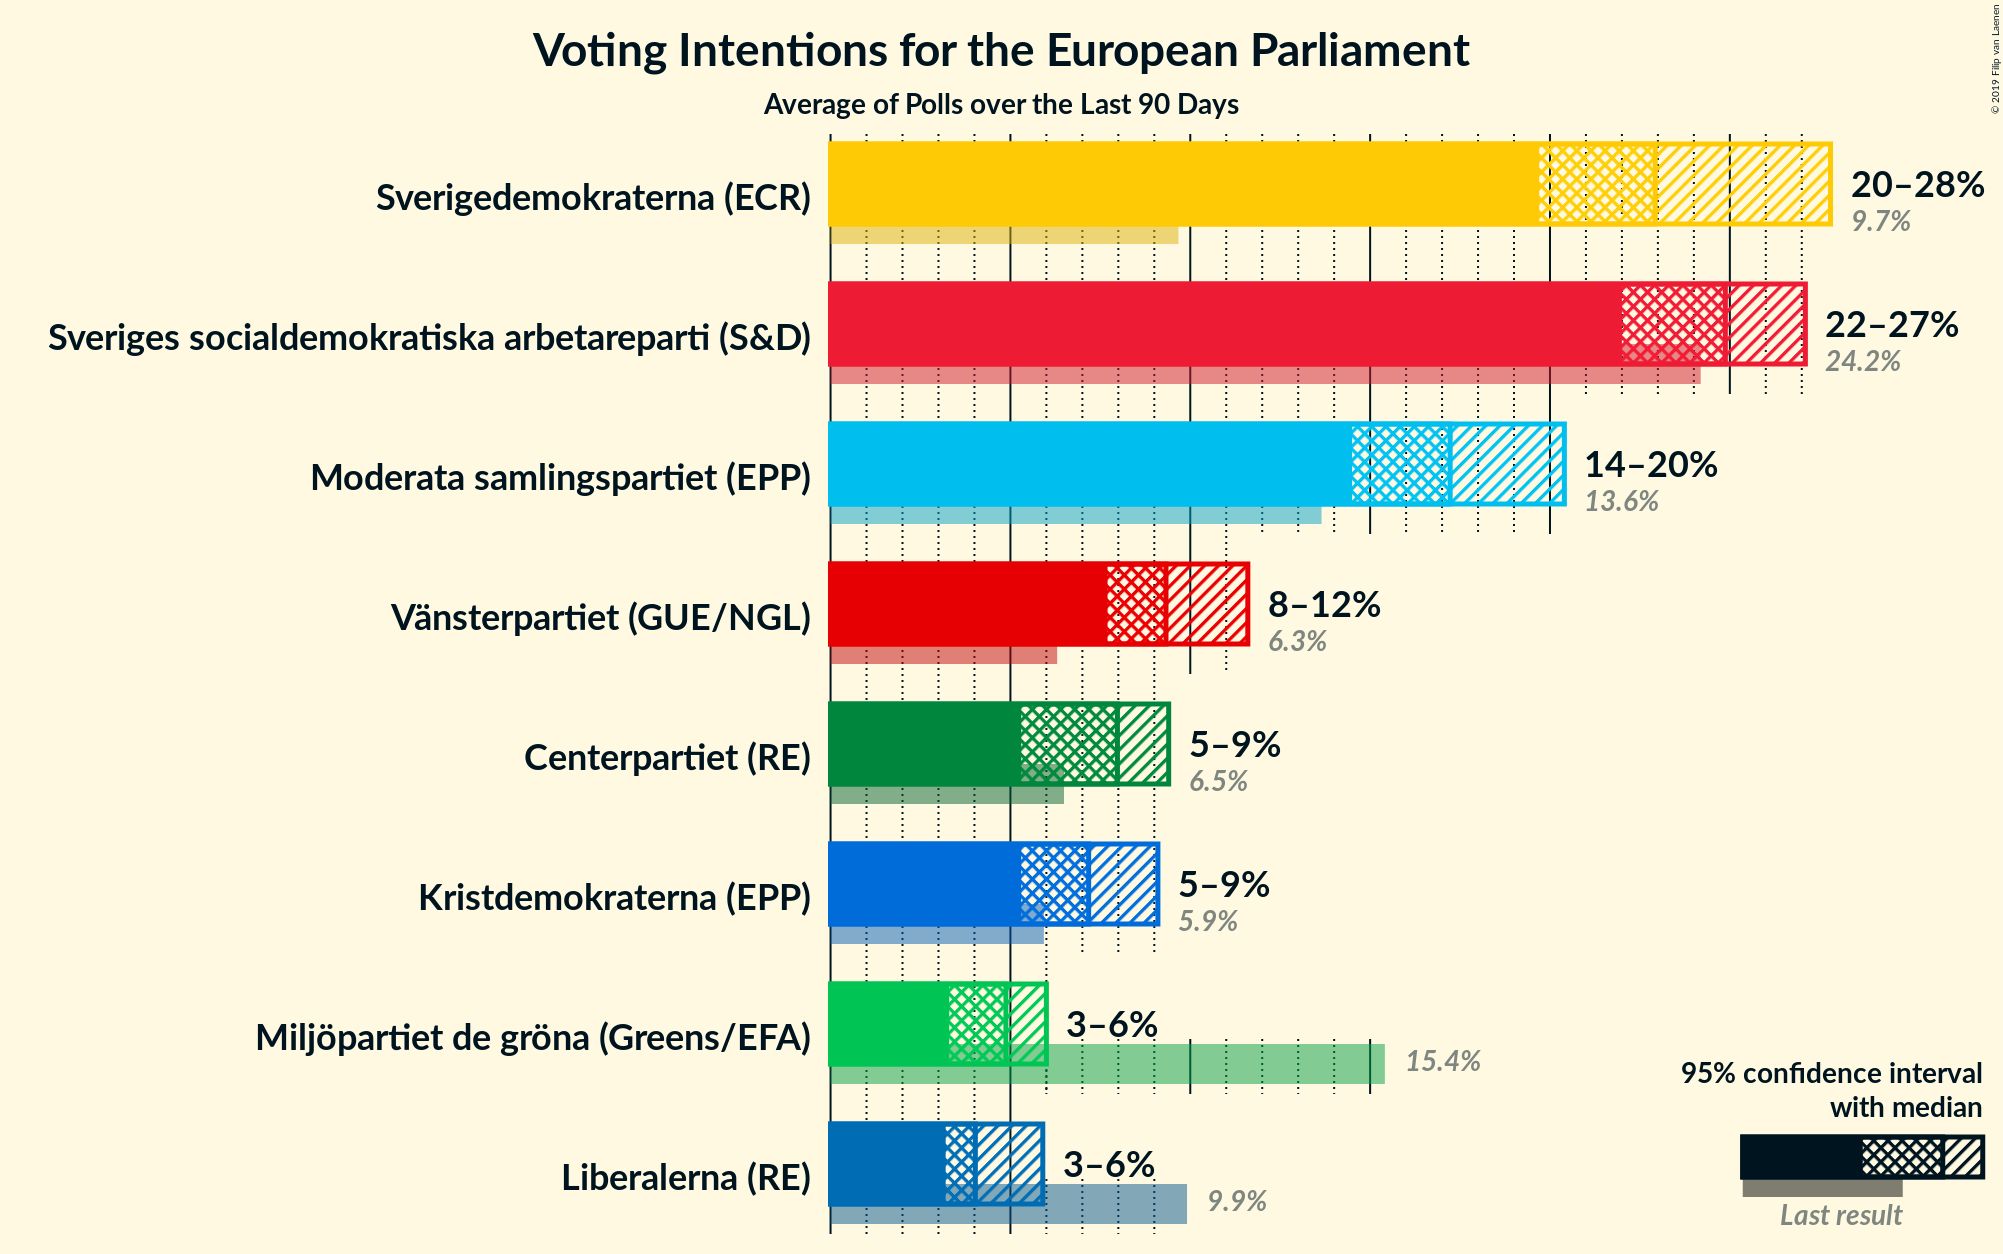 © 2019 Filip van Laenen
Voting Intentions for the European Parliament
Average of Polls over the Last 90 Days
Sverigedemokraterna (ECR)
20–28%
9.7%
Sveriges socialdemokratiska arbetareparti (S&D)
22–27%
24.2%
Moderata samlingspartiet (EPP)
14–20%
13.6%
Vänsterpartiet (GUE/NGL)
8–12%
6.3%
Centerpartiet (RE)
5–9%
6.5%
Kristdemokraterna (EPP)
5–9%
5.9%
Miljöpartiet de gröna (Greens/EFA)
3–6%
15.4%
Liberalerna (RE)
3–6%
9.9%
95% confidence interval
with median
Last result